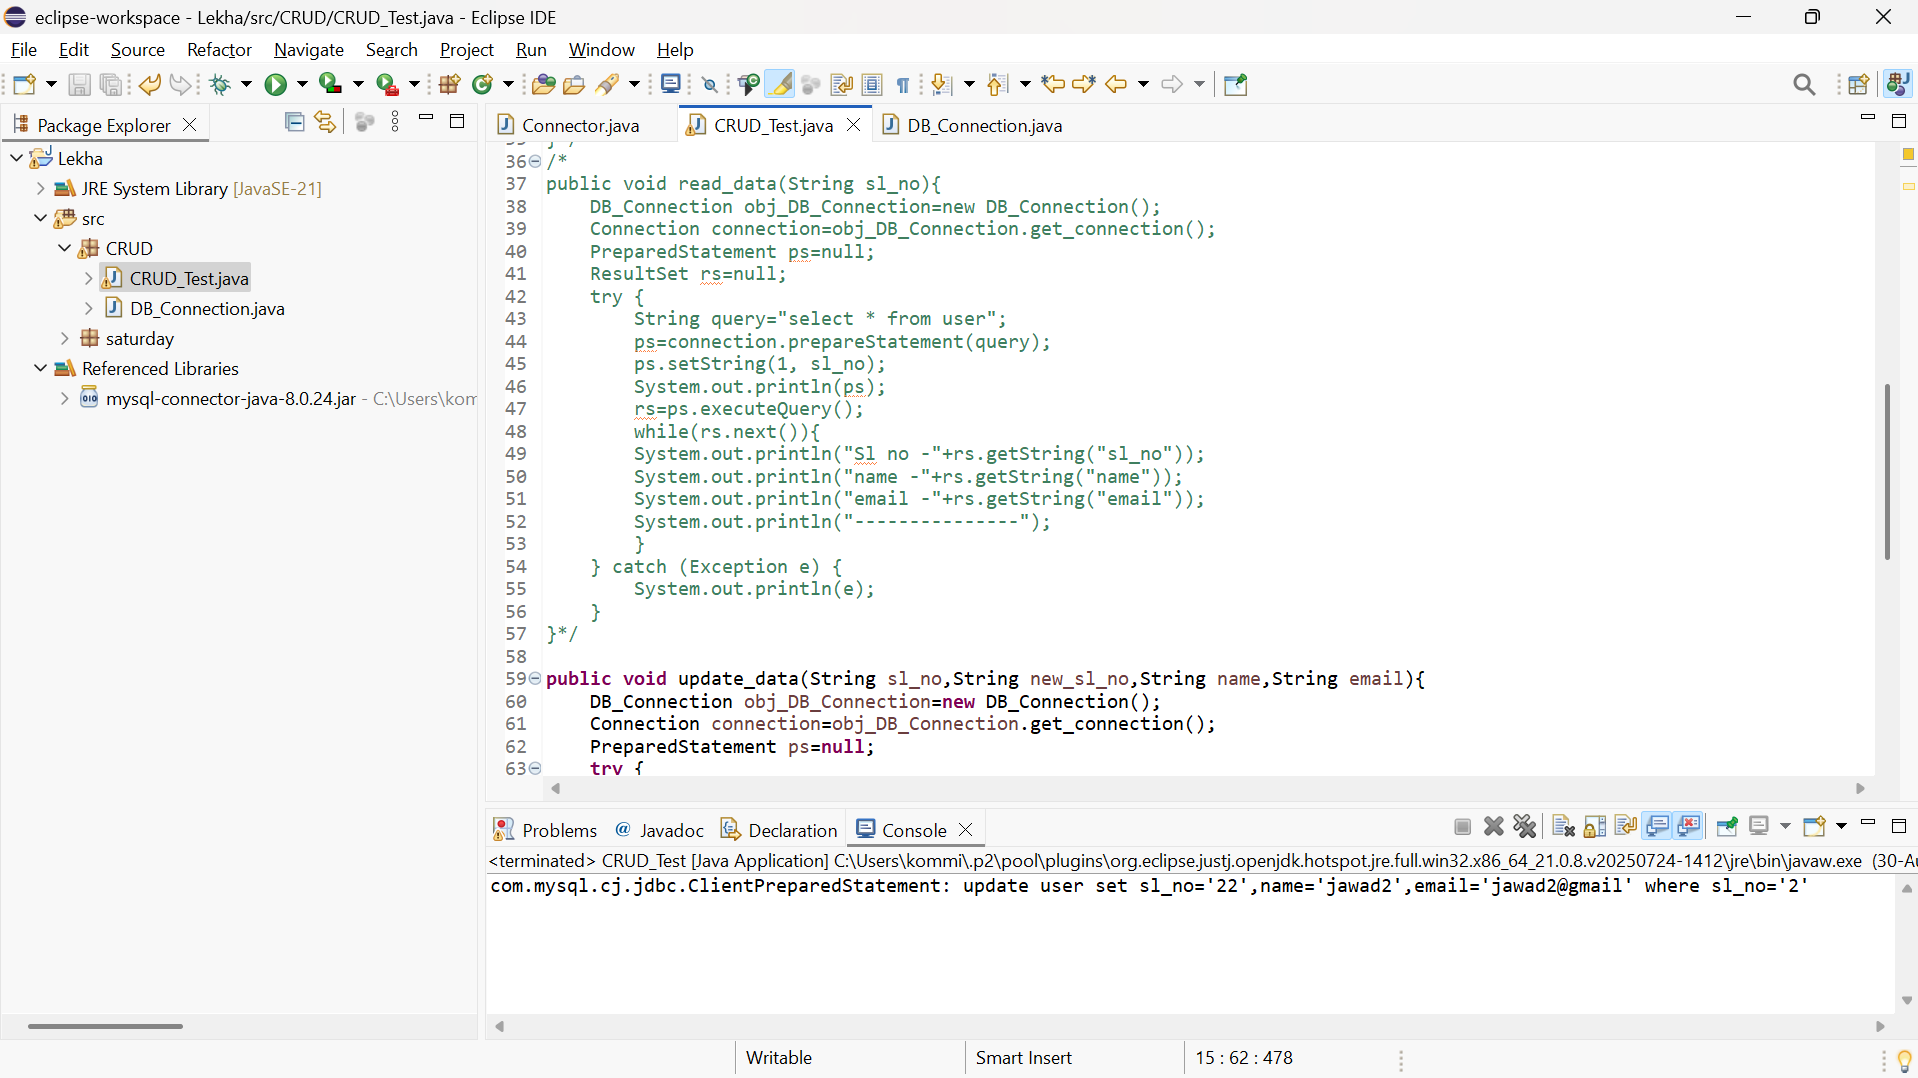 eclipse-workspace - Lekha/src/CRUD/CRUD_Test.java - Eclipse IDE
File Edit Source Refactor Navigate Search Project Run Window Help
Package Explorer
Lekha
JRE System Library [JavaSE-21]
src
CRUD
CRUD_Test.java
DB_Connection.java
saturday
Referenced Libraries
mysql-connector-java-8.0.24.jar - C:\Users\kom
Connector.java CRUD_Test.java DB_Connection.java
36 /*
37 public void read_data(String sl_no){
38 DB_Connection obj_DB_Connection=new DB_Connection();
39 Connection connection=obj_DB_Connection.get_connection();
40 PreparedStatement ps=null;
41 ResultSet rs=null;
42 try {
43 String query="select * from user";
44 ps=connection.prepareStatement(query);
45 ps.setString(1, sl_no);
46 System.out.println(ps);
47 rs=ps.executeQuery();
48 while(rs.next()){
49 System.out.println("Sl no -"+rs.getString("sl_no"));
50 System.out.println("name -"+rs.getString("name"));
51 System.out.println("email -"+rs.getString("email"));
52 System.out.println("---------------");
53 }
54 } catch (Exception e) {
55 System.out.println(e);
56 }
57 }*/
58
59 public void update_data(String sl_no,String new_sl_no,String name,String email){
60 DB_Connection obj_DB_Connection=new DB_Connection();
61 Connection connection=obj_DB_Connection.get_connection();
62 PreparedStatement ps=null;
63 try {
Problems @ Javadoc Declaration Console
<terminated> CRUD_Test [Java Application] C:\Users\kommi\.p2\pool\plugins\org.eclipse.justj.openjdk.hotspot.jre.full.win32.x86_64_21.0.8.v20250724-1412\jre\bin\javaw.exe (30-A
com.mysql.cj.jdbc.ClientPreparedStatement: update user set sl_no='22',name='jawad2',email='jawad2@gmail' where sl_no='2'
Writable Smart Insert 15 : 62 : 478